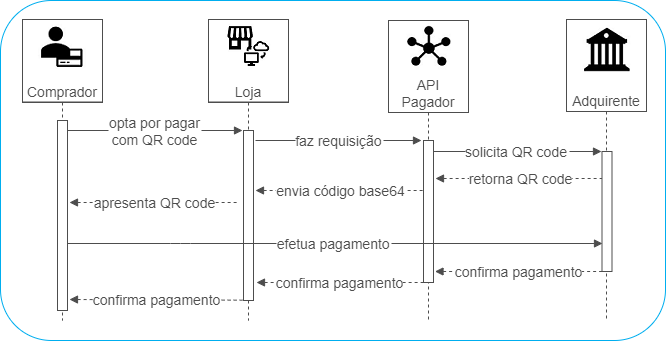 Comprador
Loja
API
Pagador
Adquirente
opta por pagar
com QR code
faz requisição
solicita QR code
retorna QR code
envia código base64
apresenta QR code
efetua pagamento
confirma pagamento
confirma pagamento
confirma pagamento